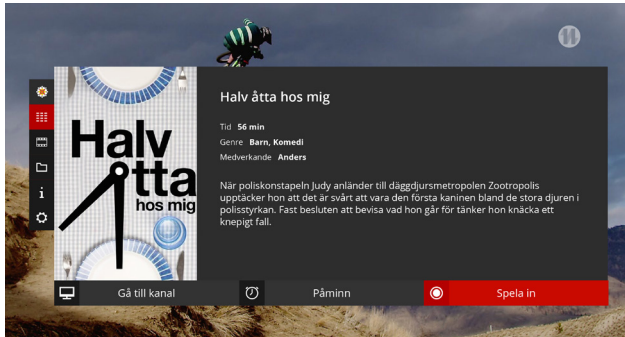 Halv åtta hos mig
Tid 56 min
Genre Barn, Komedi
Medverkande Anders
När poliskonstapeln Judy anländer till däggdjursmetropolen Zootropolis
upptäcker hon att det är svårt att vara den första kaninen bland de stora djuren i
polisstyrkan. Fast besluten att bevisa vad hon går för tänker hon knäcka ett
knepigt fall.
Halv
åtta
hos mig
Gå till kanal
Påminn
Spela in